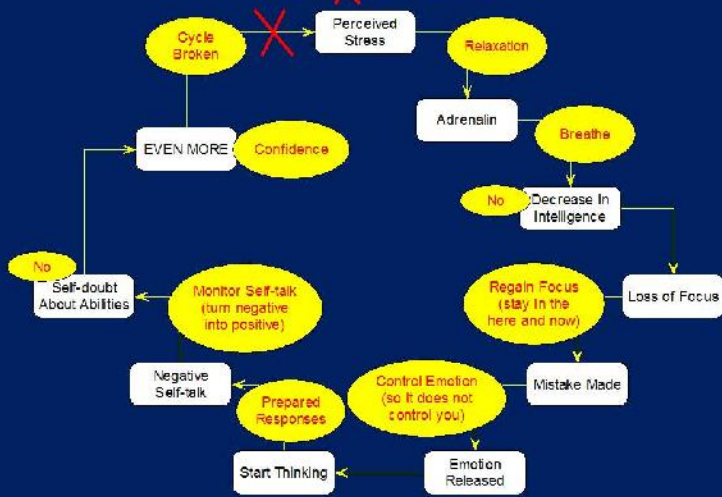 Cycle
Broken
Perceived
Stress
Relaxation
Adrenalin
Breathe
EVEN MORE
Confidence
No
Decrease In
Intelligence
No
Self-doubt
About Abilities
Monitor Self-talk
(turn negative
into positive)
Regain Focus
(stay in the
here and now)
Loss of Focus
Negative
Self-talk
Control Emotion
(so It does not
control you)
Mistake Made
Prepared
Responses
Start Thinking
Emotion
Released